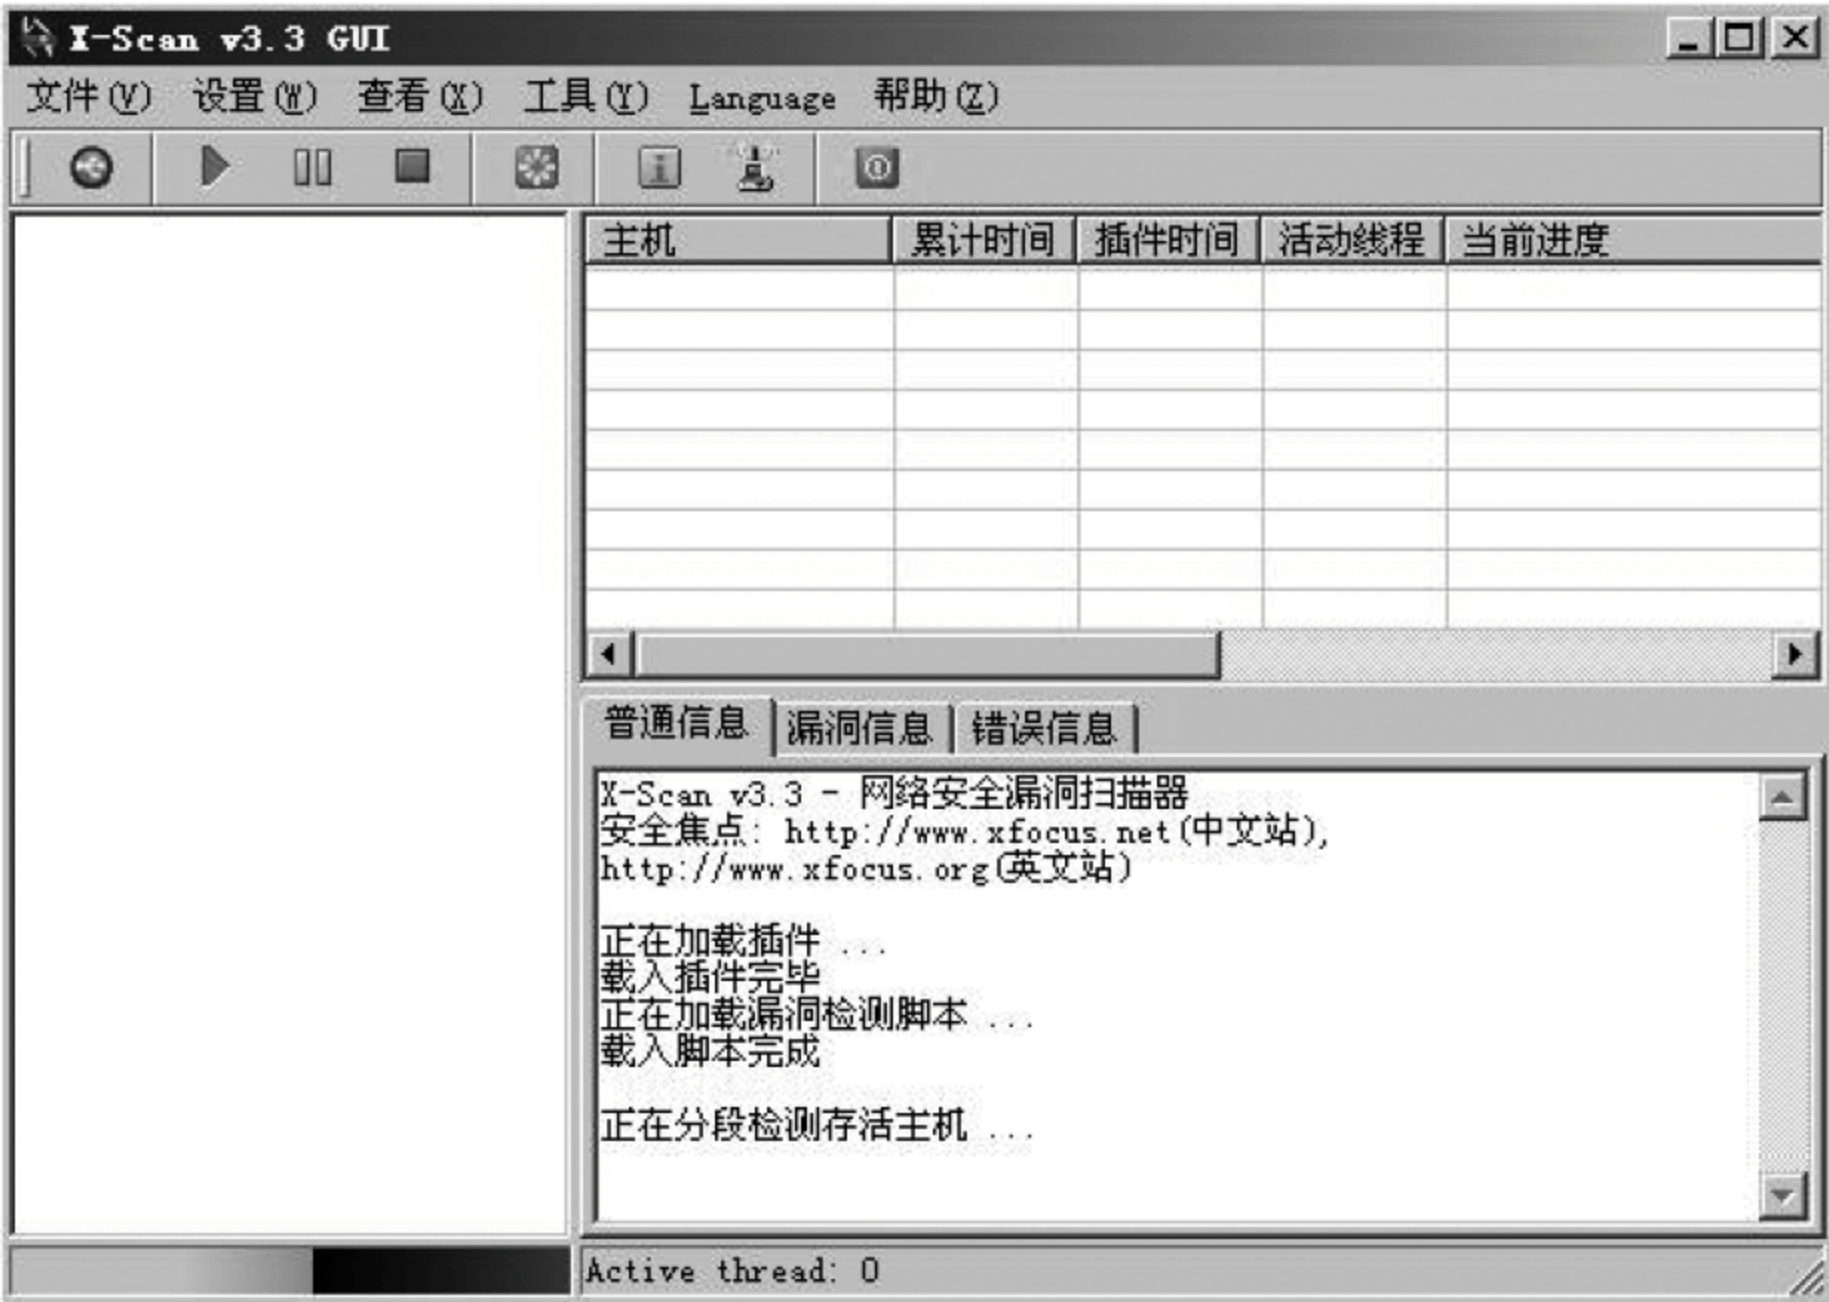 X-Scan v3.3 GUI
文件(V) 设置(W) 查看(X) 工具(Y) Language 帮助(Z)
主机 累计时间 插件时间 活动线程 当前进度
普通信息 漏洞信息 错误信息
X-Scan v3.3 - 网络安全漏洞扫描器
安全焦点: http://www.xfocus.net(中文站),
http://www.xfocus.org(英文站)
正在加载插件 ...
载入插件完毕
正在加载漏洞检测脚本 ...
载入脚本完成
正在分段检测存活主机 ...
Active thread: 0